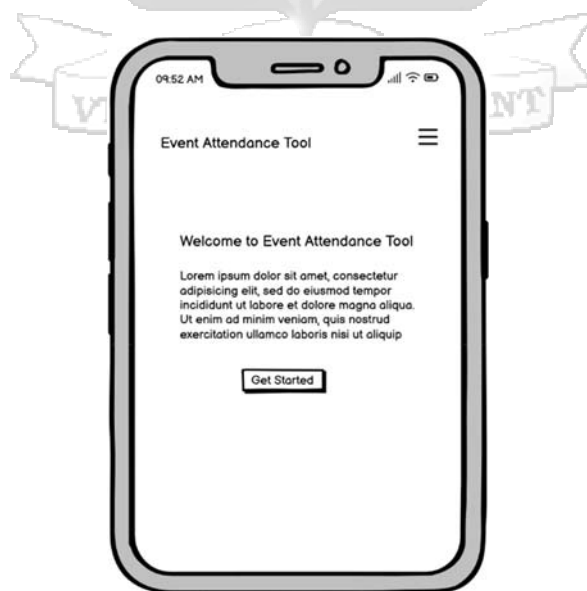 09:52 AM
Event Attendance Tool
Welcome to Event Attendance Tool
Lorem ipsum dolor sit amet, consectetur
adipisicing elit, sed do eiusmod tempor
incididunt ut labore et dolore magna aliqua.
Ut enim ad minim veniam, quis nostrud
exercitation ullamco laboris nisi ut aliquip
Get Started